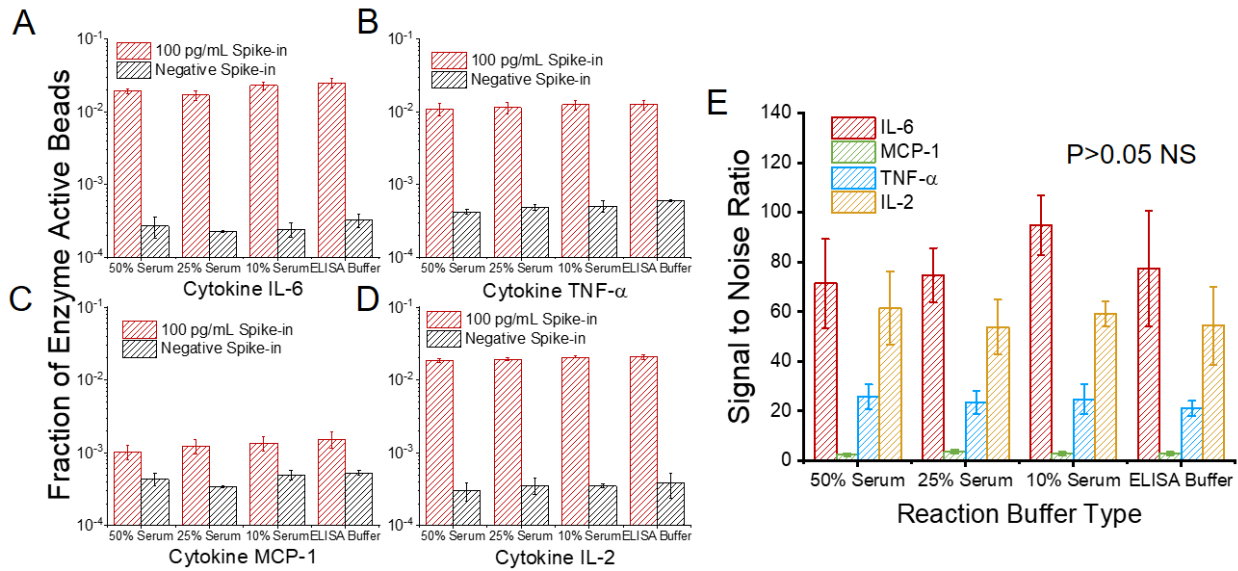 A
Fraction of Enzyme Active Beads
10⁻¹
10⁻²
10⁻³
10⁻⁴
100 pg/mL Spike-in
Negative Spike-in
50% Serum 25% Serum 10% Serum ELISA Buffer
Cytokine IL-6
B
10⁻¹
10⁻²
10⁻³
10⁻⁴
100 pg/mL Spike-in
Negative Spike-in
50% Serum 25% Serum 10% Serum ELISA Buffer
Cytokine TNF-α
C
10⁻¹
10⁻²
10⁻³
10⁻⁴
100 pg/mL Spike-in
Negative Spike-in
50% Serum 25% Serum 10% Serum ELISA Buffer
Cytokine MCP-1
D
10⁻¹
10⁻²
10⁻³
10⁻⁴
100 pg/mL Spike-in
Negative Spike-in
50% Serum 25% Serum 10% Serum ELISA Buffer
Cytokine IL-2
E
Signal to Noise Ratio
140
120
100
80
60
40
20
0
IL-6
MCP-1
TNF-α
IL-2
P>0.05 NS
50% Serum 25% Serum 10% Serum ELISA Buffer
Reaction Buffer Type